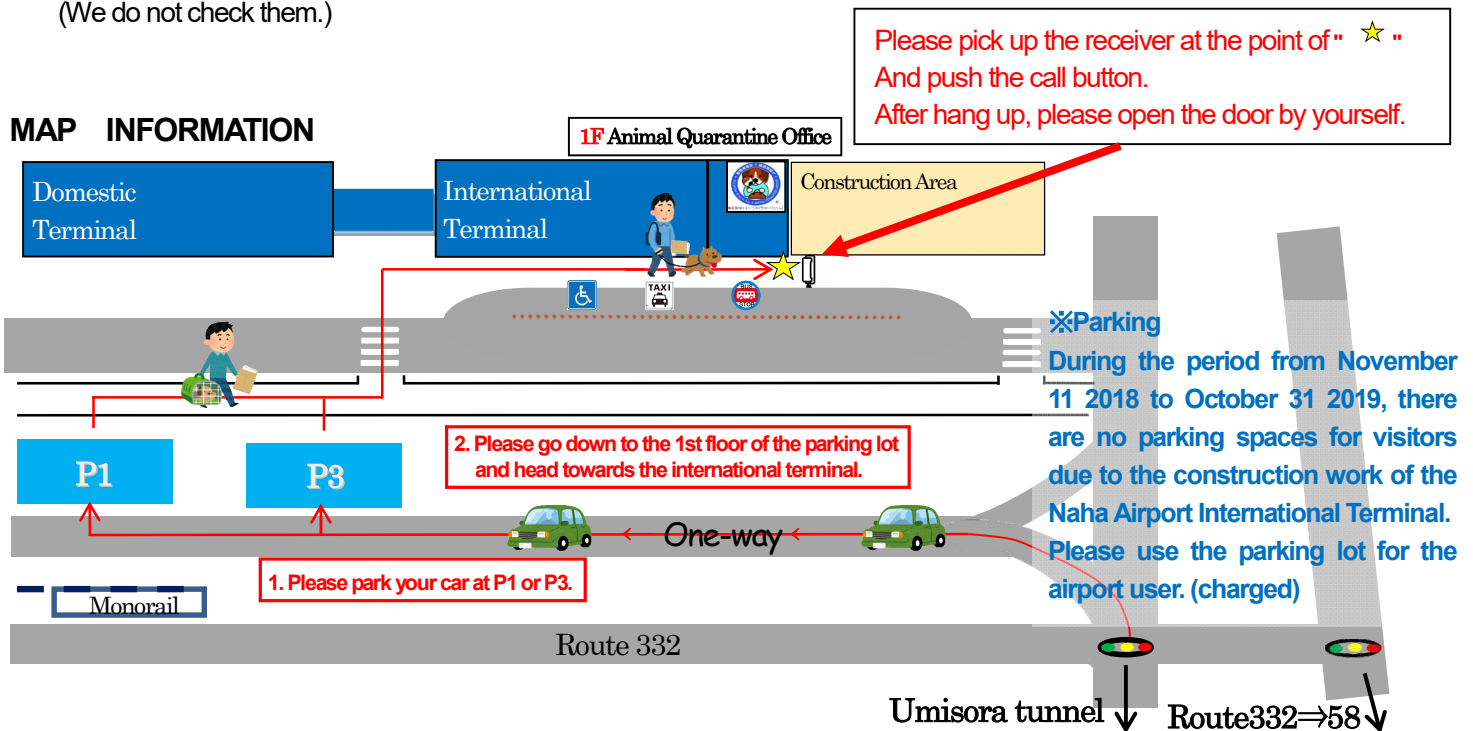 (We do not check them.)
Please pick up the receiver at the point of " "
And push the call button.
After hang up, please open the door by yourself.
MAP INFORMATION
1F Animal Quarantine Office
Domestic
Terminal
International
Terminal
Construction Area
TAXI
BUS
STOP
※Parking
During the period from November
11 2018 to October 31 2019, there
are no parking spaces for visitors
due to the construction work of the
Naha Airport International Terminal.
Please use the parking lot for the
airport user. (charged)
2. Please go down to the 1st floor of the parking lot
and head towards the international terminal.
P1
P3
One-way
1. Please park your car at P1 or P3.
Monorail
Route 332
Umisora tunnel
Route332⇒58